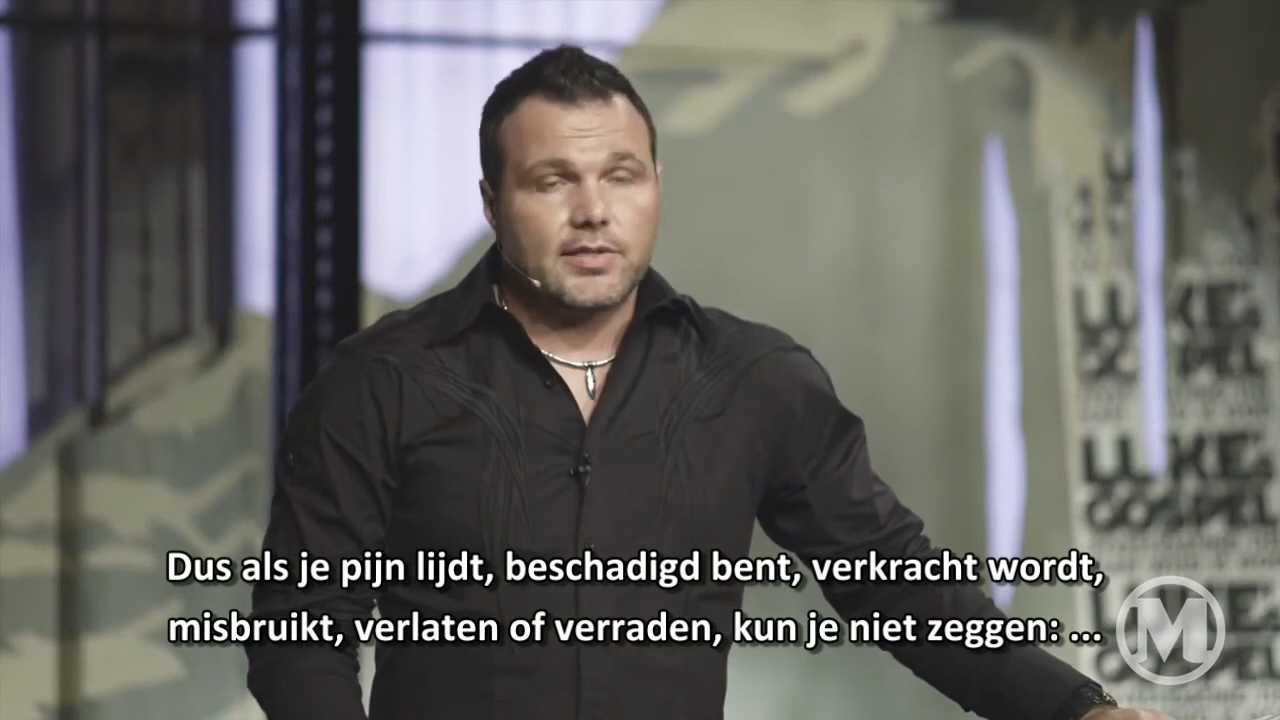 Dus als je pijn lijdt, beschadigd bent, verkracht wordt,
misbruikt, verlaten of verraden, kun je niet zeggen: ...
LUKE'S
GOSPEL
LUKE'S
GOSPEL
M